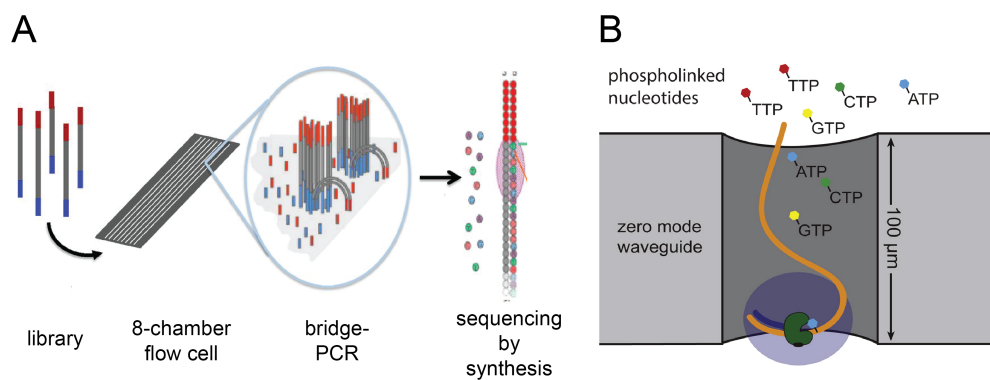 A
library
8-chamber
flow cell
bridge-
PCR
sequencing
by
synthesis
B
phospholinked
nucleotides
TTP
TTP
CTP
ATP
GTP
ATP
CTP
GTP
zero mode
waveguide
100 µm